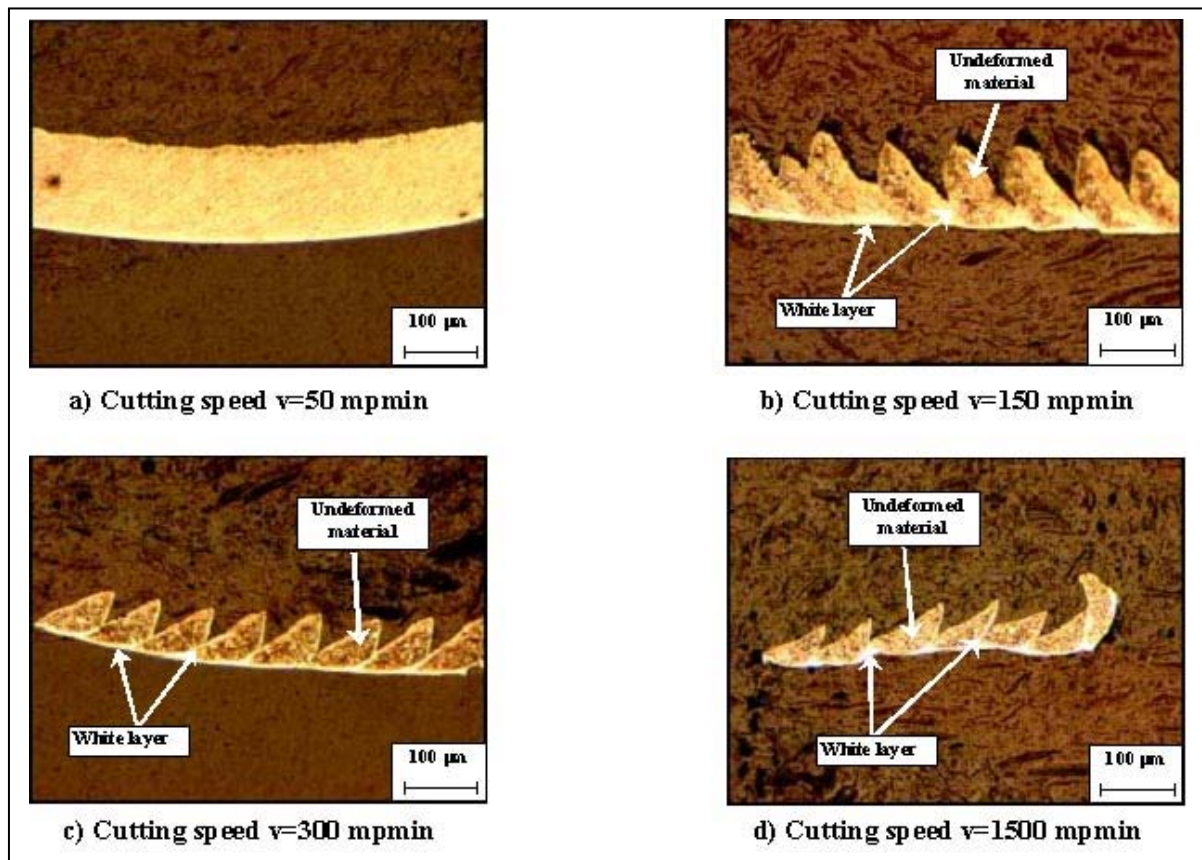 Undeformed
material
White layer
100 µm
100 µm
a) Cutting speed v=50 mpmin
b) Cutting speed v=150 mpmin
Undeformed
material
Undeformed
material
White layer
White layer
100 µm
100 µm
c) Cutting speed v=300 mpmin
d) Cutting speed v=1500 mpmin